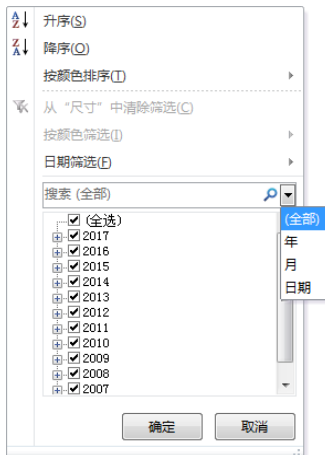 升序(S)
降序(O)
按颜色排序(T)
从“尺寸”中清除筛选(C)
按颜色筛选(I)
日期筛选(F)
搜索 (全部)
(全部)
年
月
日期
(全选)
2017
2016
2015
2014
2013
2012
2011
2010
2009
2008
2007
确定
取消